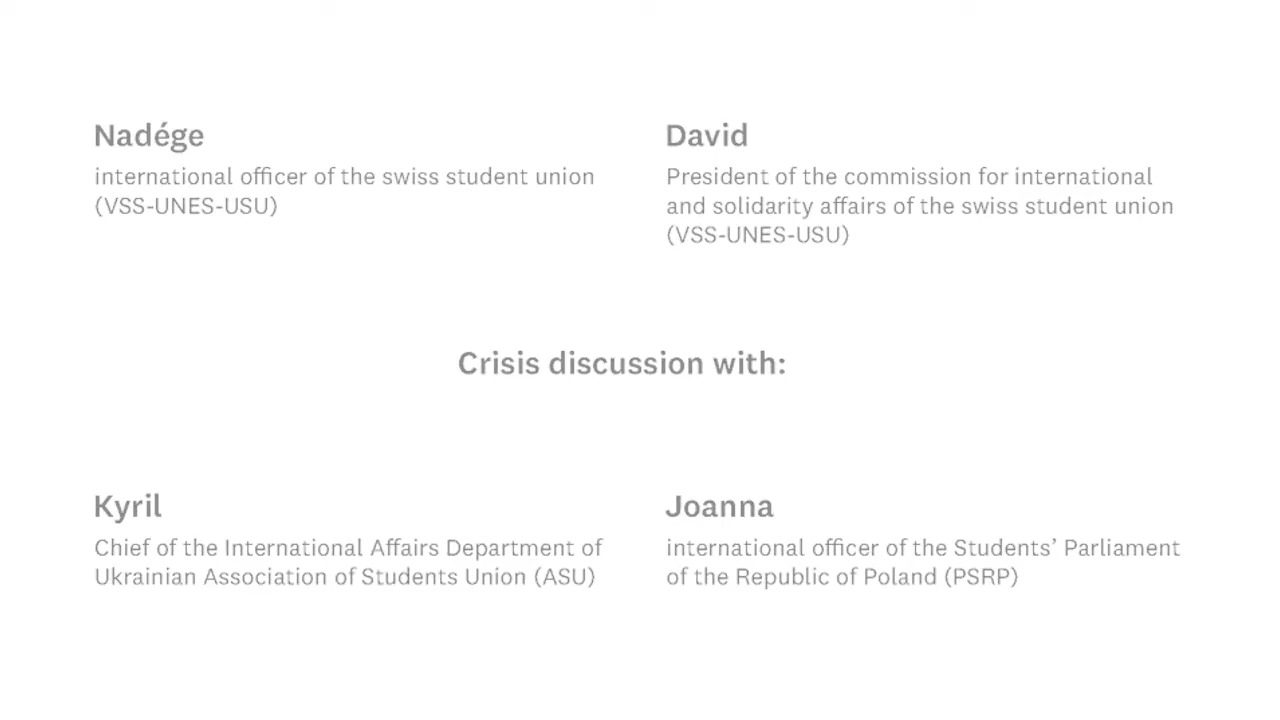 Nadége
international officer of the swiss student union
(VSS-UNES-USU)
David
President of the commission for international
and solidarity affairs of the swiss student union
(VSS-UNES-USU)
Crisis discussion with:
Kyril
Chief of the International Affairs Department of
Ukrainian Association of Students Union (ASU)
Joanna
international officer of the Students’ Parliament
of the Republic of Poland (PSRP)